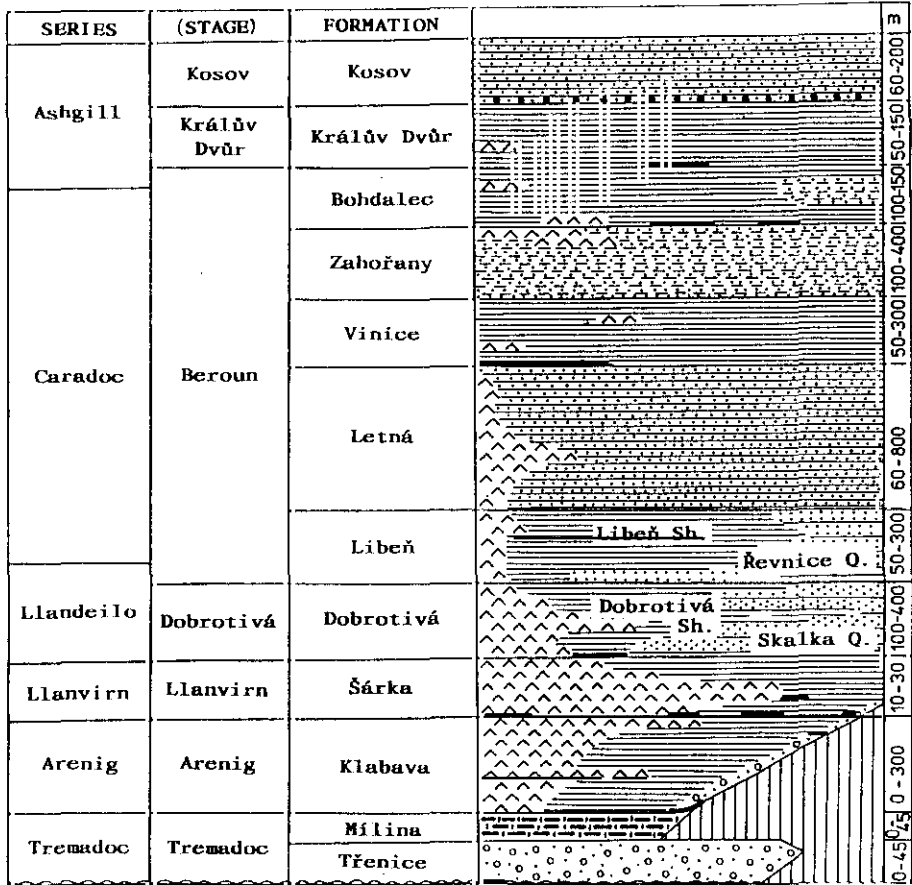 SERIES (STAGE) FORMATION m
Kosov Kosov 60-200
Ashgill
Králův Dvůr Králův Dvůr 50-150
Bohdalec 100-150
Zahořany 100-400
Vinice 150-300
Caradoc Beroun
Letná 60-800
Libeň Libeň Sh. 50-300
Řevnice Q.
Llandeilo Dobrotivá Dobrotivá Dobrotivá Sh. 100-400
Skalka Q.
Llanvirn Llanvirn Šárka 10-30
Arenig Arenig Klabava 0-300
Mílina 0-45
Tremadoc Tremadoc
Třenice 0-45